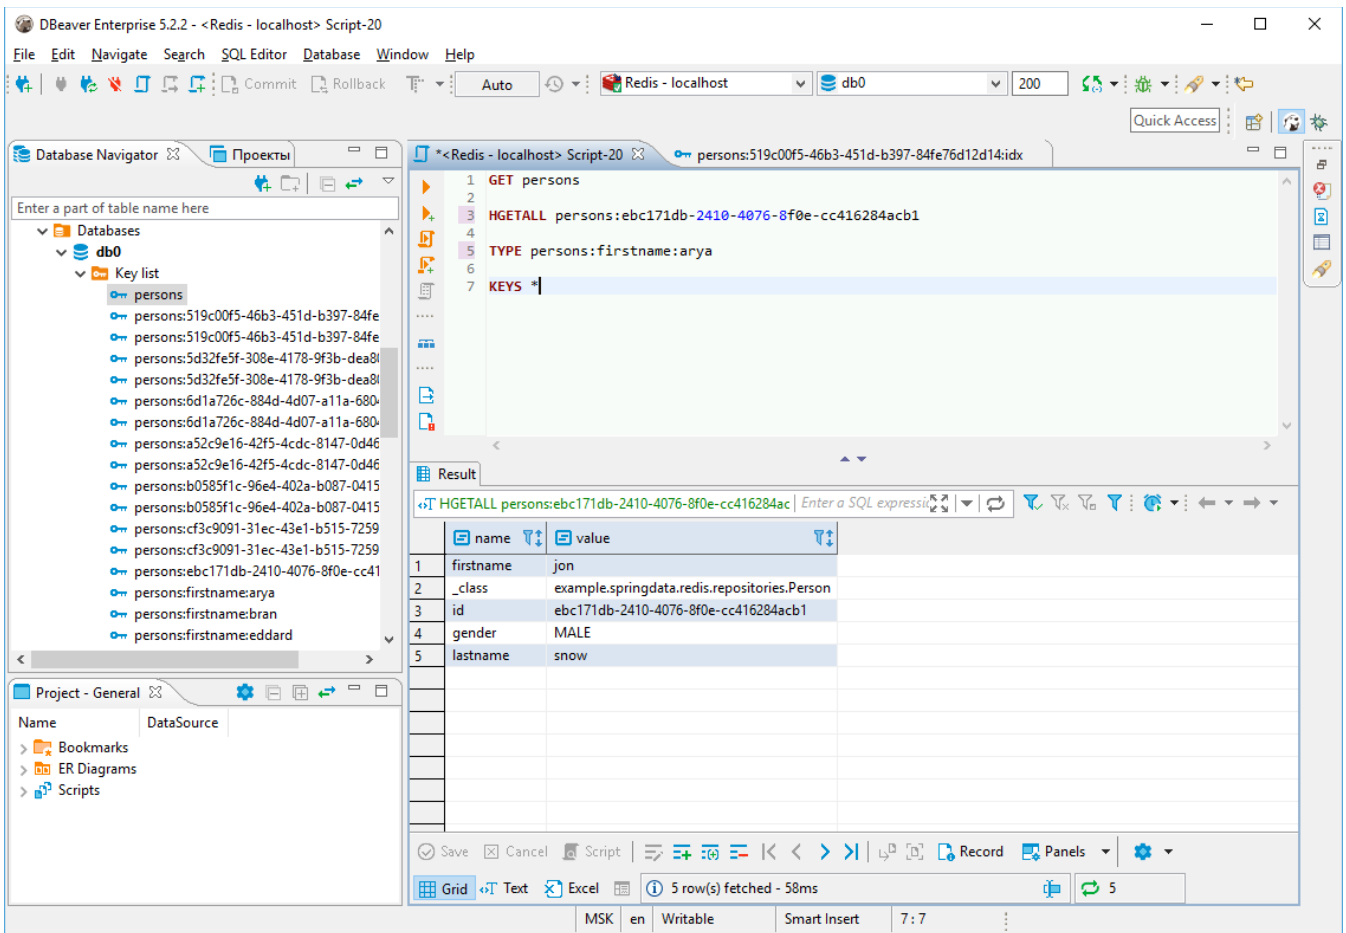 DBeaver Enterprise 5.2.2 - <Redis - localhost> Script-20
File Edit Navigate Search SQL Editor Database Window Help
Commit Rollback Auto Redis - localhost db0 200
Quick Access
Database Navigator Проекты
Enter a part of table name here
Databases
db0
Key list
persons
persons:519c00f5-46b3-451d-b397-84fe
persons:519c00f5-46b3-451d-b397-84fe
persons:5d32fe5f-308e-4178-9f3b-dea8
persons:5d32fe5f-308e-4178-9f3b-dea8
persons:6d1a726c-884d-4d07-a11a-680
persons:6d1a726c-884d-4d07-a11a-680
persons:a52c9e16-42f5-4cdc-8147-0d46
persons:a52c9e16-42f5-4cdc-8147-0d46
persons:b0585f1c-96e4-402a-b087-0415
persons:b0585f1c-96e4-402a-b087-0415
persons:cf3c9091-31ec-43e1-b515-7259
persons:cf3c9091-31ec-43e1-b515-7259
persons:ebc171db-2410-4076-8f0e-cc41
persons:firstname:arya
persons:firstname:bran
persons:firstname:eddard
Project - General
Name DataSource
Bookmarks
ER Diagrams
Scripts
*<Redis - localhost> Script-20 persons:519c00f5-46b3-451d-b397-84fe76d12d14:idx
1 GET persons
2
3 HGETALL persons:ebc171db-2410-4076-8f0e-cc416284acb1
4
5 TYPE persons:firstname:arya
6
7 KEYS *
Result
HGETALL persons:ebc171db-2410-4076-8f0e-cc416284ac Enter a SQL expressi
name value
1 firstname jon
2 _class example.springdata.redis.repositories.Person
3 id ebc171db-2410-4076-8f0e-cc416284acb1
4 gender MALE
5 lastname snow
Save Cancel Script Record Panels
Grid Text Excel 5 row(s) fetched - 58ms 5
MSK en Writable Smart Insert 7 : 7